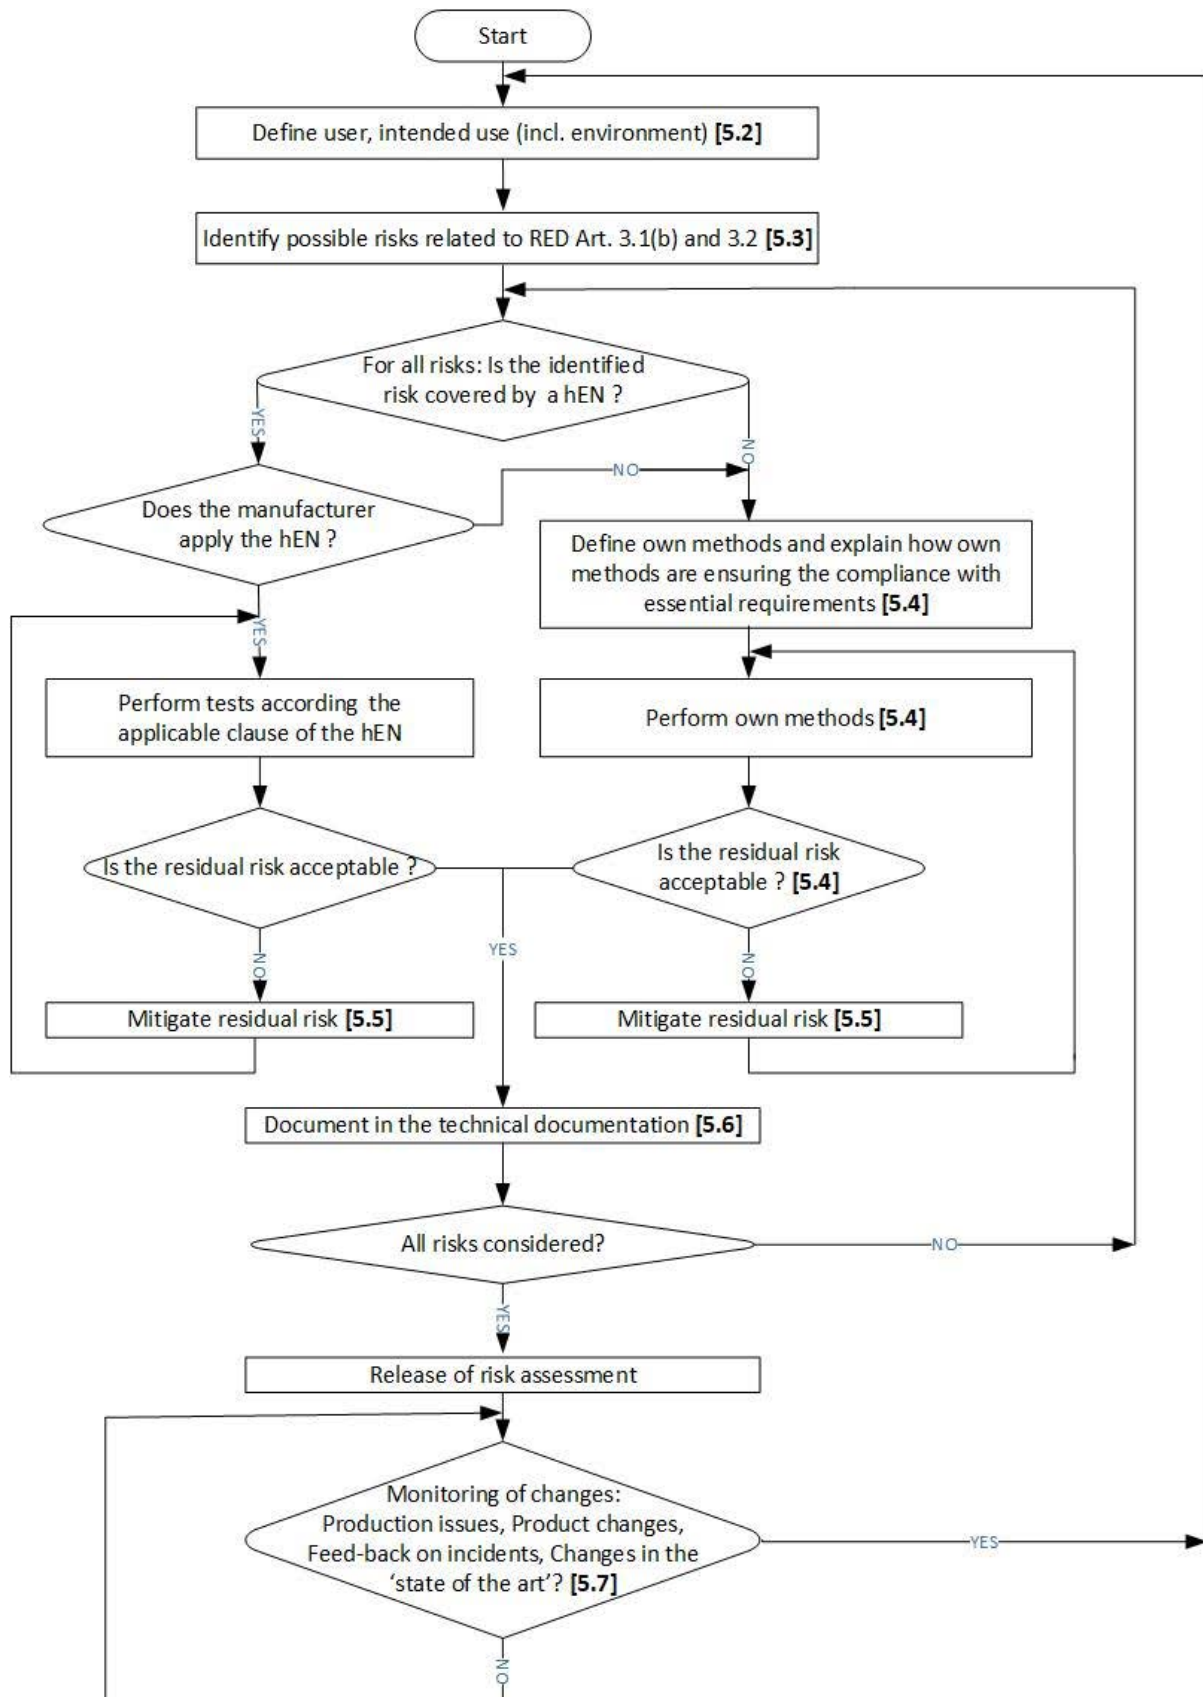 Start
Define user, intended use (incl. environment) [5.2]
Identify possible risks related to RED Art. 3.1(b) and 3.2 [5.3]
For all risks: Is the identified
risk covered by a hEN ?
YES
NO
Does the manufacturer
apply the hEN ?
NO
Define own methods and explain how own
methods are ensuring the compliance with
essential requirements [5.4]
YES
Perform tests according the
applicable clause of the hEN
Perform own methods [5.4]
Is the residual risk acceptable ?
Is the residual risk
acceptable ? [5.4]
YES
NO
NO
Mitigate residual risk [5.5]
Mitigate residual risk [5.5]
Document in the technical documentation [5.6]
All risks considered?
NO
YES
Release of risk assessment
Monitoring of changes:
Production issues, Product changes,
Feed-back on incidents, Changes in the
‘state of the art’? [5.7]
YES
NO